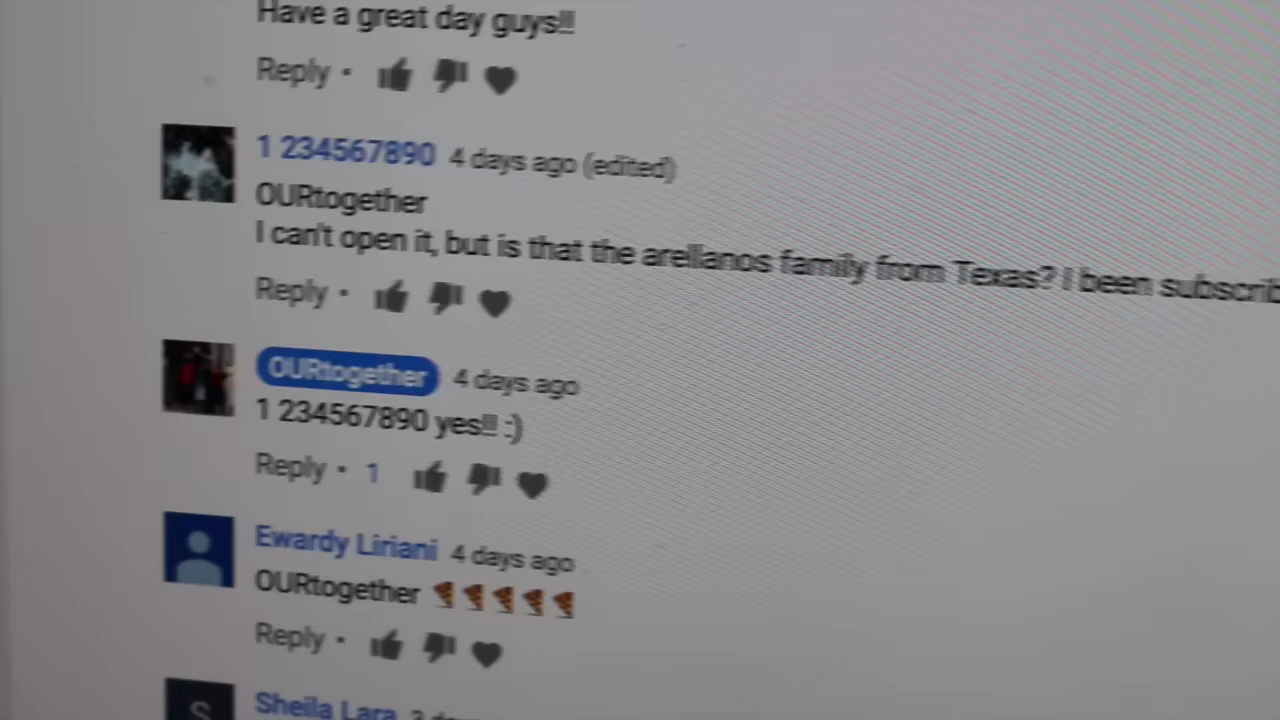 Have a great day guys!!
Reply •
1 234567890 4 days ago (edited)
OURtogether
I can't open it, but is that the arellanos family from Texas? I been
Reply •
OURtogether 4 days ago
1 234567890 yes!! :)
Reply • 1
Ewardy Liriani 4 days ago
OURtogether 🍕🍕🍕🍕🍕
Reply •
S
Sheila Lara